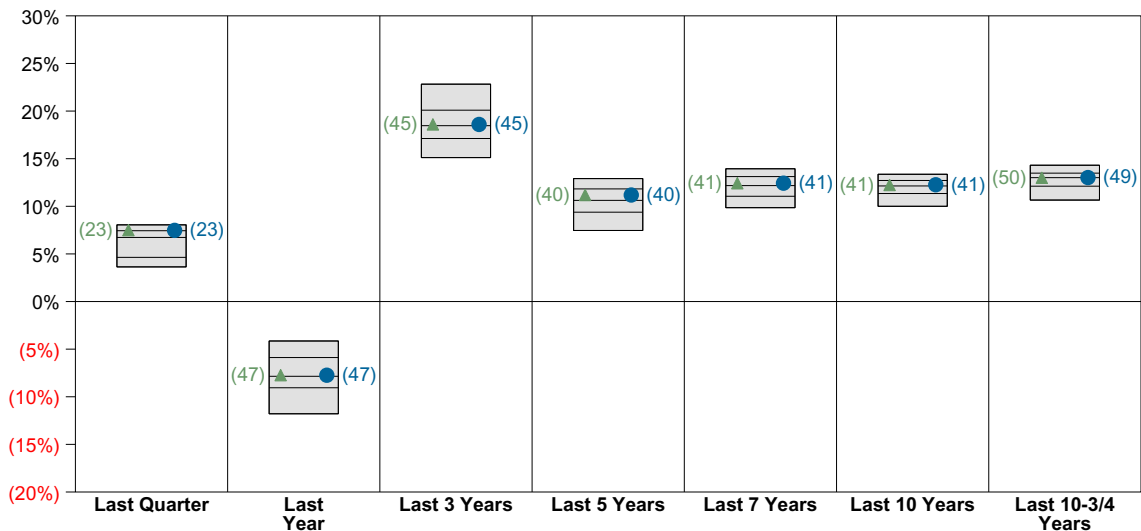 30%
25%
20%
15%
10%
5%
0%
(5%)
(10%)
(15%)
(20%)
(23) (23)
(47) (47)
(45) (45)
(40) (40)
(41) (41)
(41) (41)
(50) (49)
Last Quarter
Last
Year
Last 3 Years
Last 5 Years
Last 7 Years
Last 10 Years
Last 10-3/4
Years